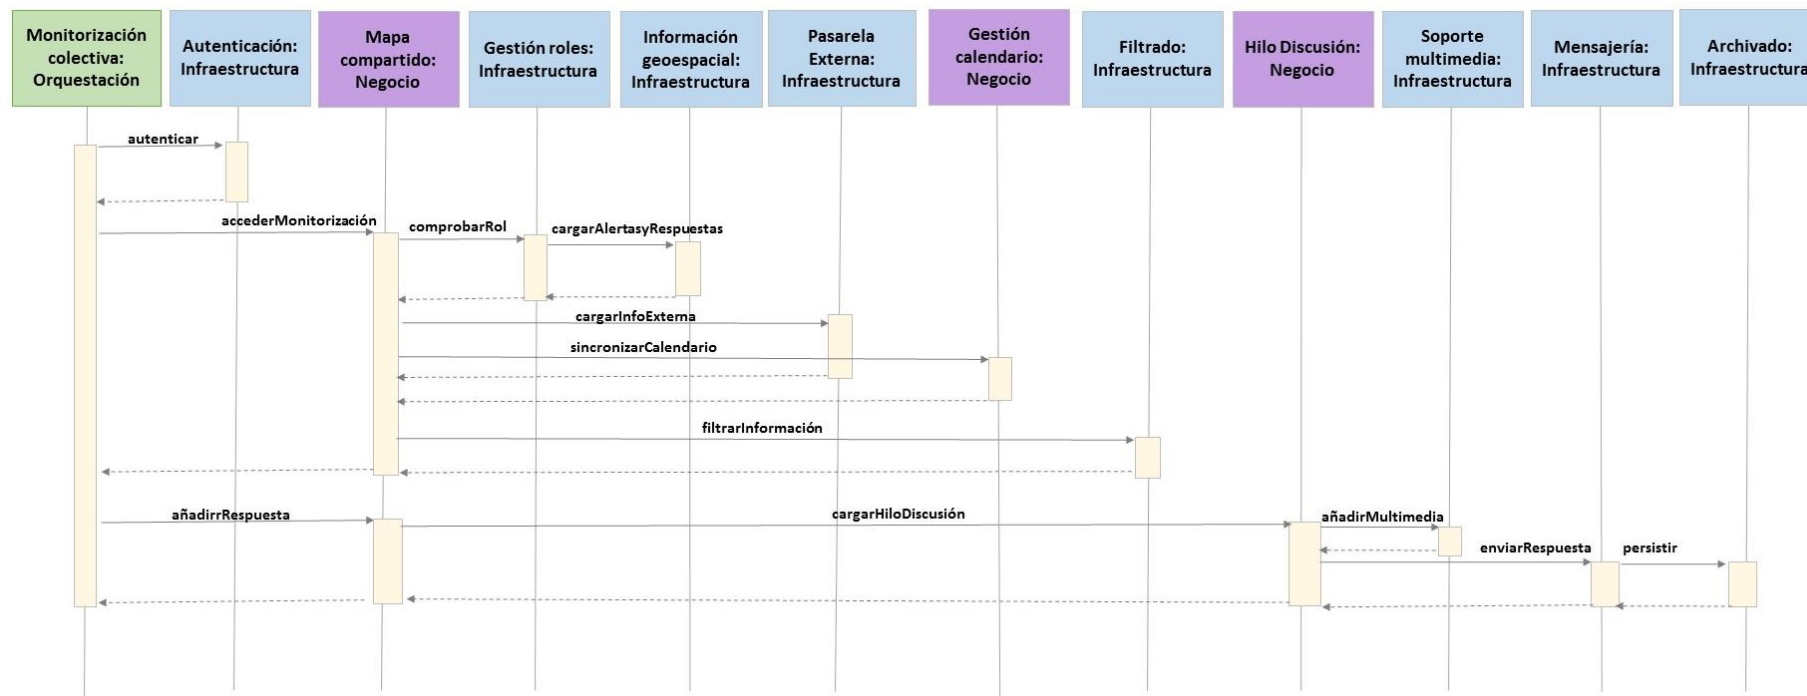 Monitorización
colectiva:
Orquestación
Autenticación:
Infraestructura
Mapa
compartido:
Negocio
Gestión roles:
Infraestructura
Información
geoespacial:
Infraestructura
Pasarela
Externa:
Infraestructura
Gestión
calendario:
Negocio
Filtrado:
Infraestructura
Hilo Discusión:
Negocio
Soporte
multimedia:
Infraestructura
Mensajería:
Infraestructura
Archivado:
Infraestructura
autenticar
accederMonitorización
comprobarRol
cargarAlertasyRespuestas
cargarInfoExterna
sincronizarCalendario
filtrarInformación
añadirrRespuesta
cargarHiloDiscusión
añadirMultimedia
enviarRespuesta
persistir